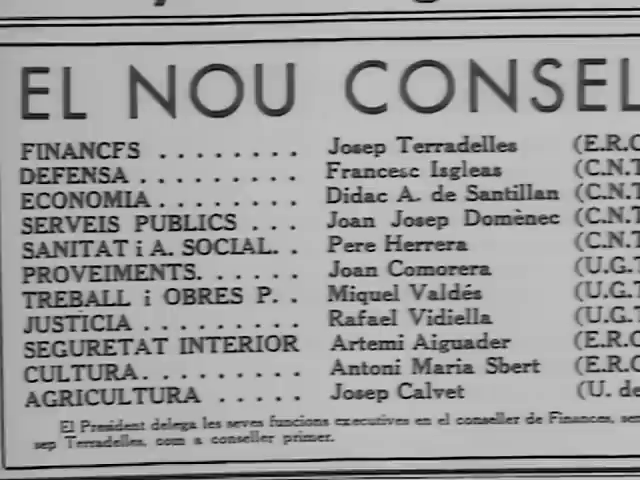 EL NOU CONSEL
FINANCFS . . . . . . . . Josep Terradelles (E.R.C
DEFENSA . . . . . . . . . Francesc Isgleas (C.N.T
ECONOMIA . . . . . . . . Didac A. de Santillan (C.N.T
SERVEIS PUBLICS . . . Joan Josep Domènec (C.N.T
SANITAT i A. SOCIAL. . Pere Herrera (C.N.T
PROVEIMENTS. . . . . . Joan Comorera (U.G.T
TREBALL i OBRES P. . Miquel Valdés (U.G.T
JUSTICIA . . . . . . . . . Rafael Vidiella (U.G.T
SEGURETAT INTERIOR Artemi Aiguader (E.R.C
CULTURA. . . . . . . . . Antoni Maria Sbert (E.R.C
AGRICULTURA . . . . . Josep Calvet (U. de
El President delega les seves funcions executives en el conseller de Finances, se
sep Terradelles, com a conseller primer.